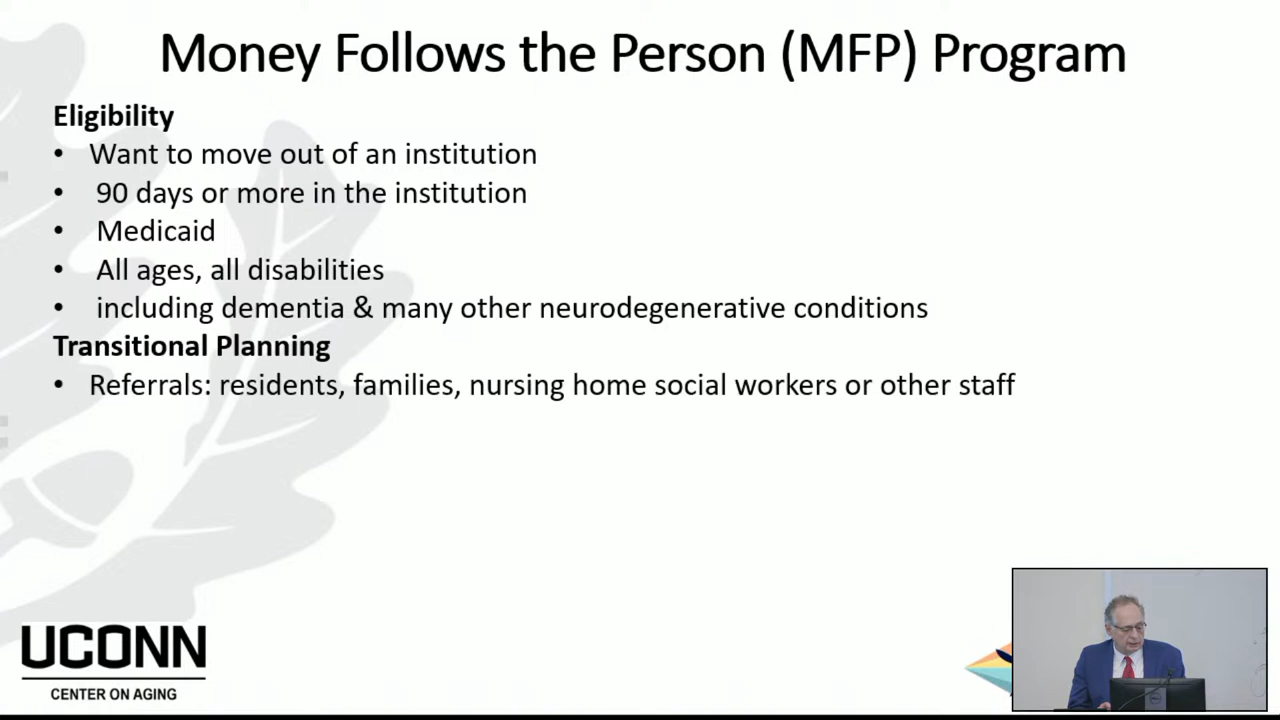 Money Follows the Person (MFP) Program
Eligibility
• Want to move out of an institution
• 90 days or more in the institution
• Medicaid
• All ages, all disabilities
• including dementia & many other neurodegenerative conditions
Transitional Planning
• Referrals: residents, families, nursing home social workers or other staff
UCONN
CENTER ON AGING